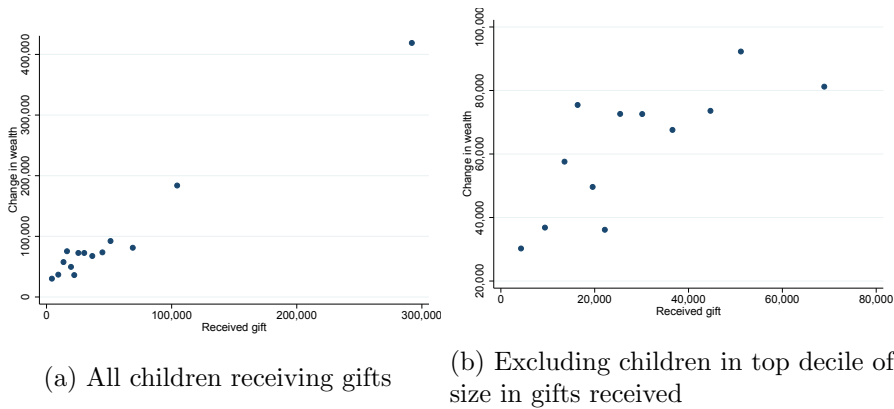 Change in wealth
400,000
300,000
200,000
100,000
0
0
100,000
200,000
300,000
Received gift
(a) All children receiving gifts
Change in wealth
100,000
80,000
60,000
40,000
20,000
0
20,000
40,000
60,000
80,000
Received gift
(b) Excluding children in top decile of
size in gifts received